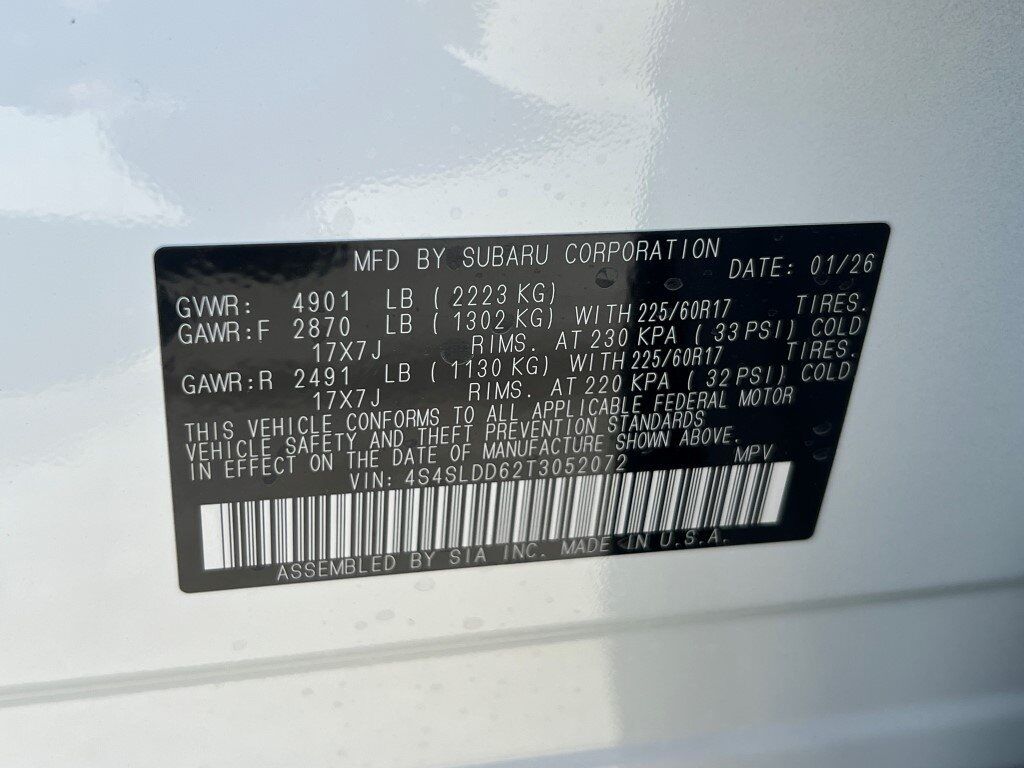 MFD BY SUBARU CORPORATION DATE: 01/26
GVWR: 4901 LB ( 2223 KG)
GAWR:F 2870 LB ( 1302 KG) WITH 225/60R17 TIRES.
17X7J RIMS. AT 230 KPA ( 33 PSI) COLD
GAWR:R 2491 LB ( 1130 KG) WITH 225/60R17 TIRES.
17X7J RIMS. AT 220 KPA ( 32 PSI) COLD
THIS VEHICLE CONFORMS TO ALL APPLICABLE FEDERAL MOTOR
VEHICLE SAFETY AND THEFT PREVENTION STANDARDS
IN EFFECT ON THE DATE OF MANUFACTURE SHOWN ABOVE.
VIN: 4S4SLDD62T3052072 MPV
ASSEMBLED BY SIA INC. MADE IN U.S.A.